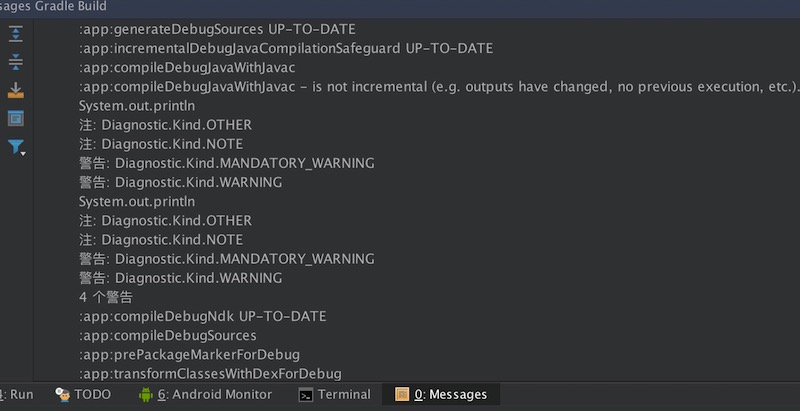 sages Gradle Build
:app:generateDebugSources UP-TO-DATE
:app:incrementalDebugJavaCompilationSafeguard UP-TO-DATE
:app:compileDebugJavaWithJavac
:app:compileDebugJavaWithJavac – is not incremental (e.g. outputs have changed, no previous execution, etc.).
System.out.println
注: Diagnostic.Kind.OTHER
注: Diagnostic.Kind.NOTE
警告: Diagnostic.Kind.MANDATORY_WARNING
警告: Diagnostic.Kind.WARNING
System.out.println
注: Diagnostic.Kind.OTHER
注: Diagnostic.Kind.NOTE
警告: Diagnostic.Kind.MANDATORY_WARNING
警告: Diagnostic.Kind.WARNING
4 个警告
:app:compileDebugNdk UP-TO-DATE
:app:compileDebugSources
:app:prePackageMarkerForDebug
:app:transformClassesWithDexForDebug
: Run TODO 6: Android Monitor Terminal 0: Messages